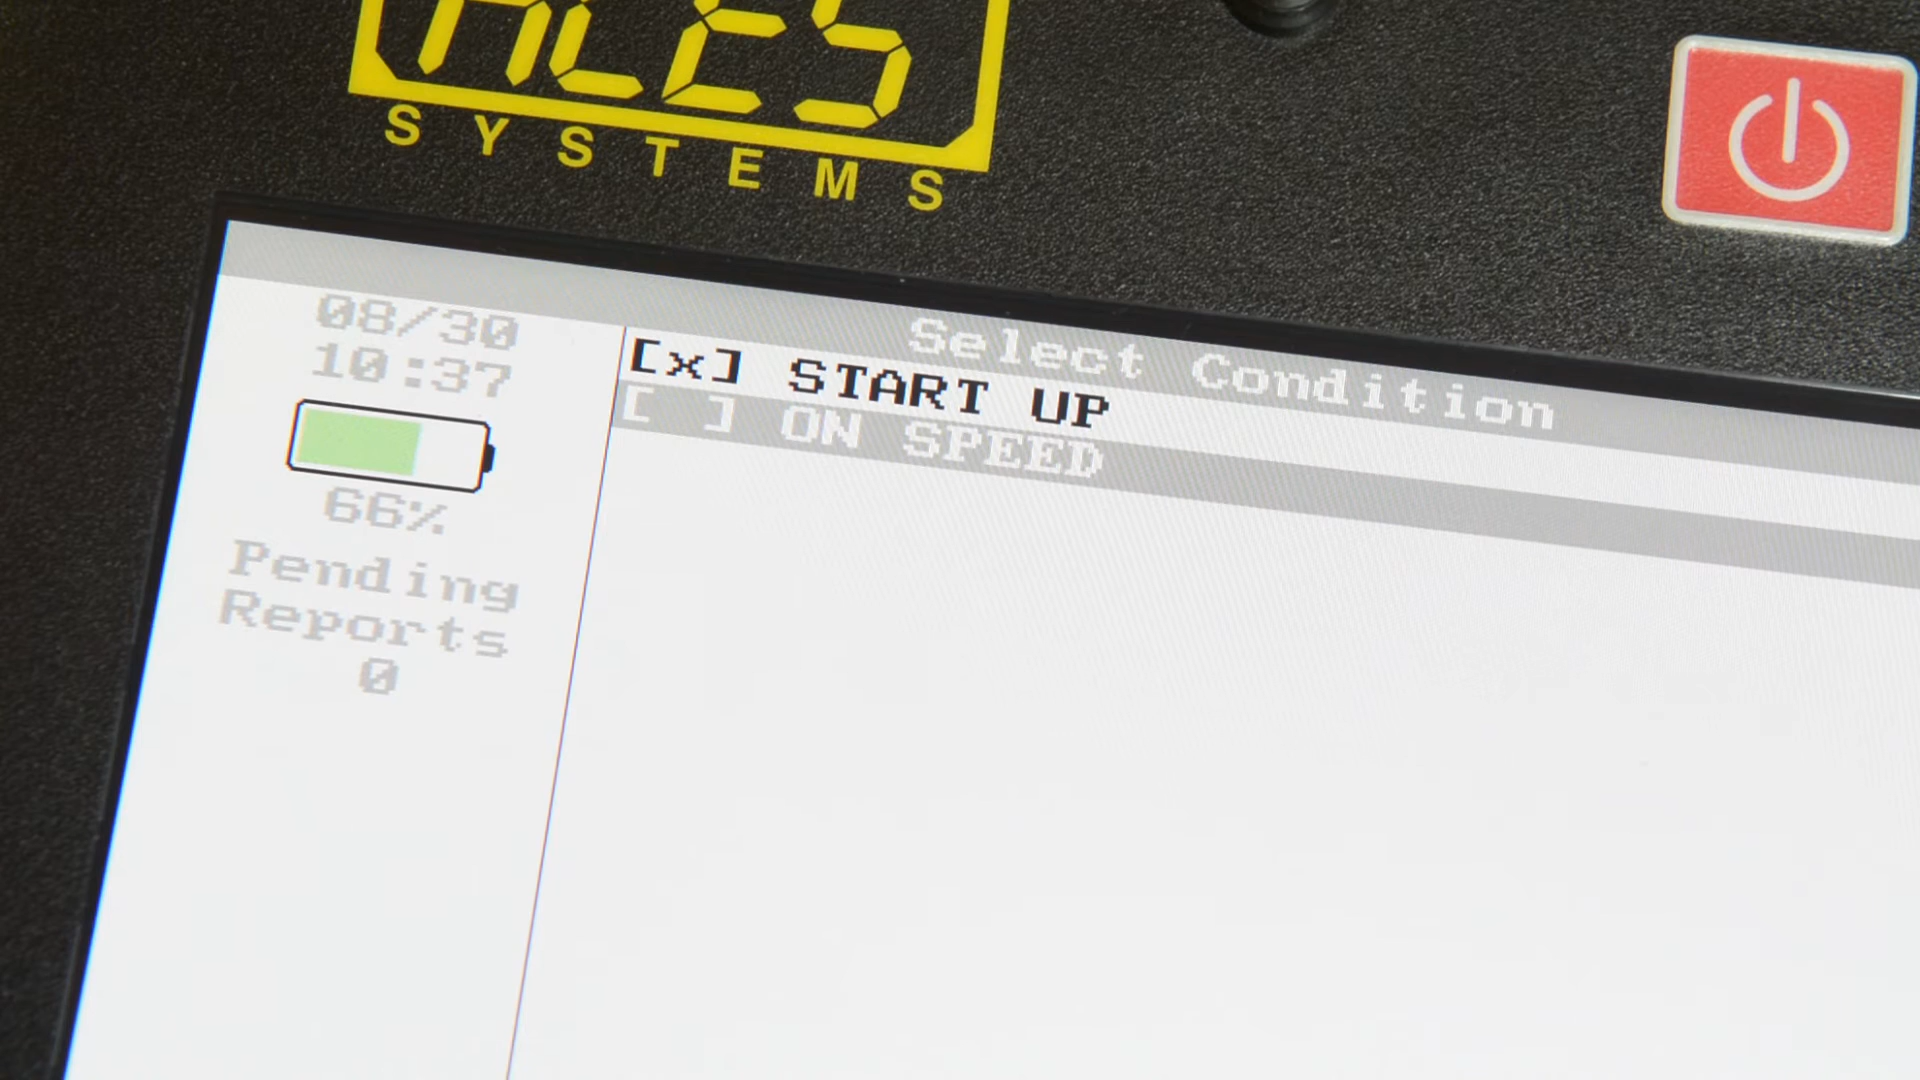 ACES
SYSTEMS
Select Condition
08/30
10:37
66%
Pending
Reports
0
[x] START UP
[ ] ON SPEED